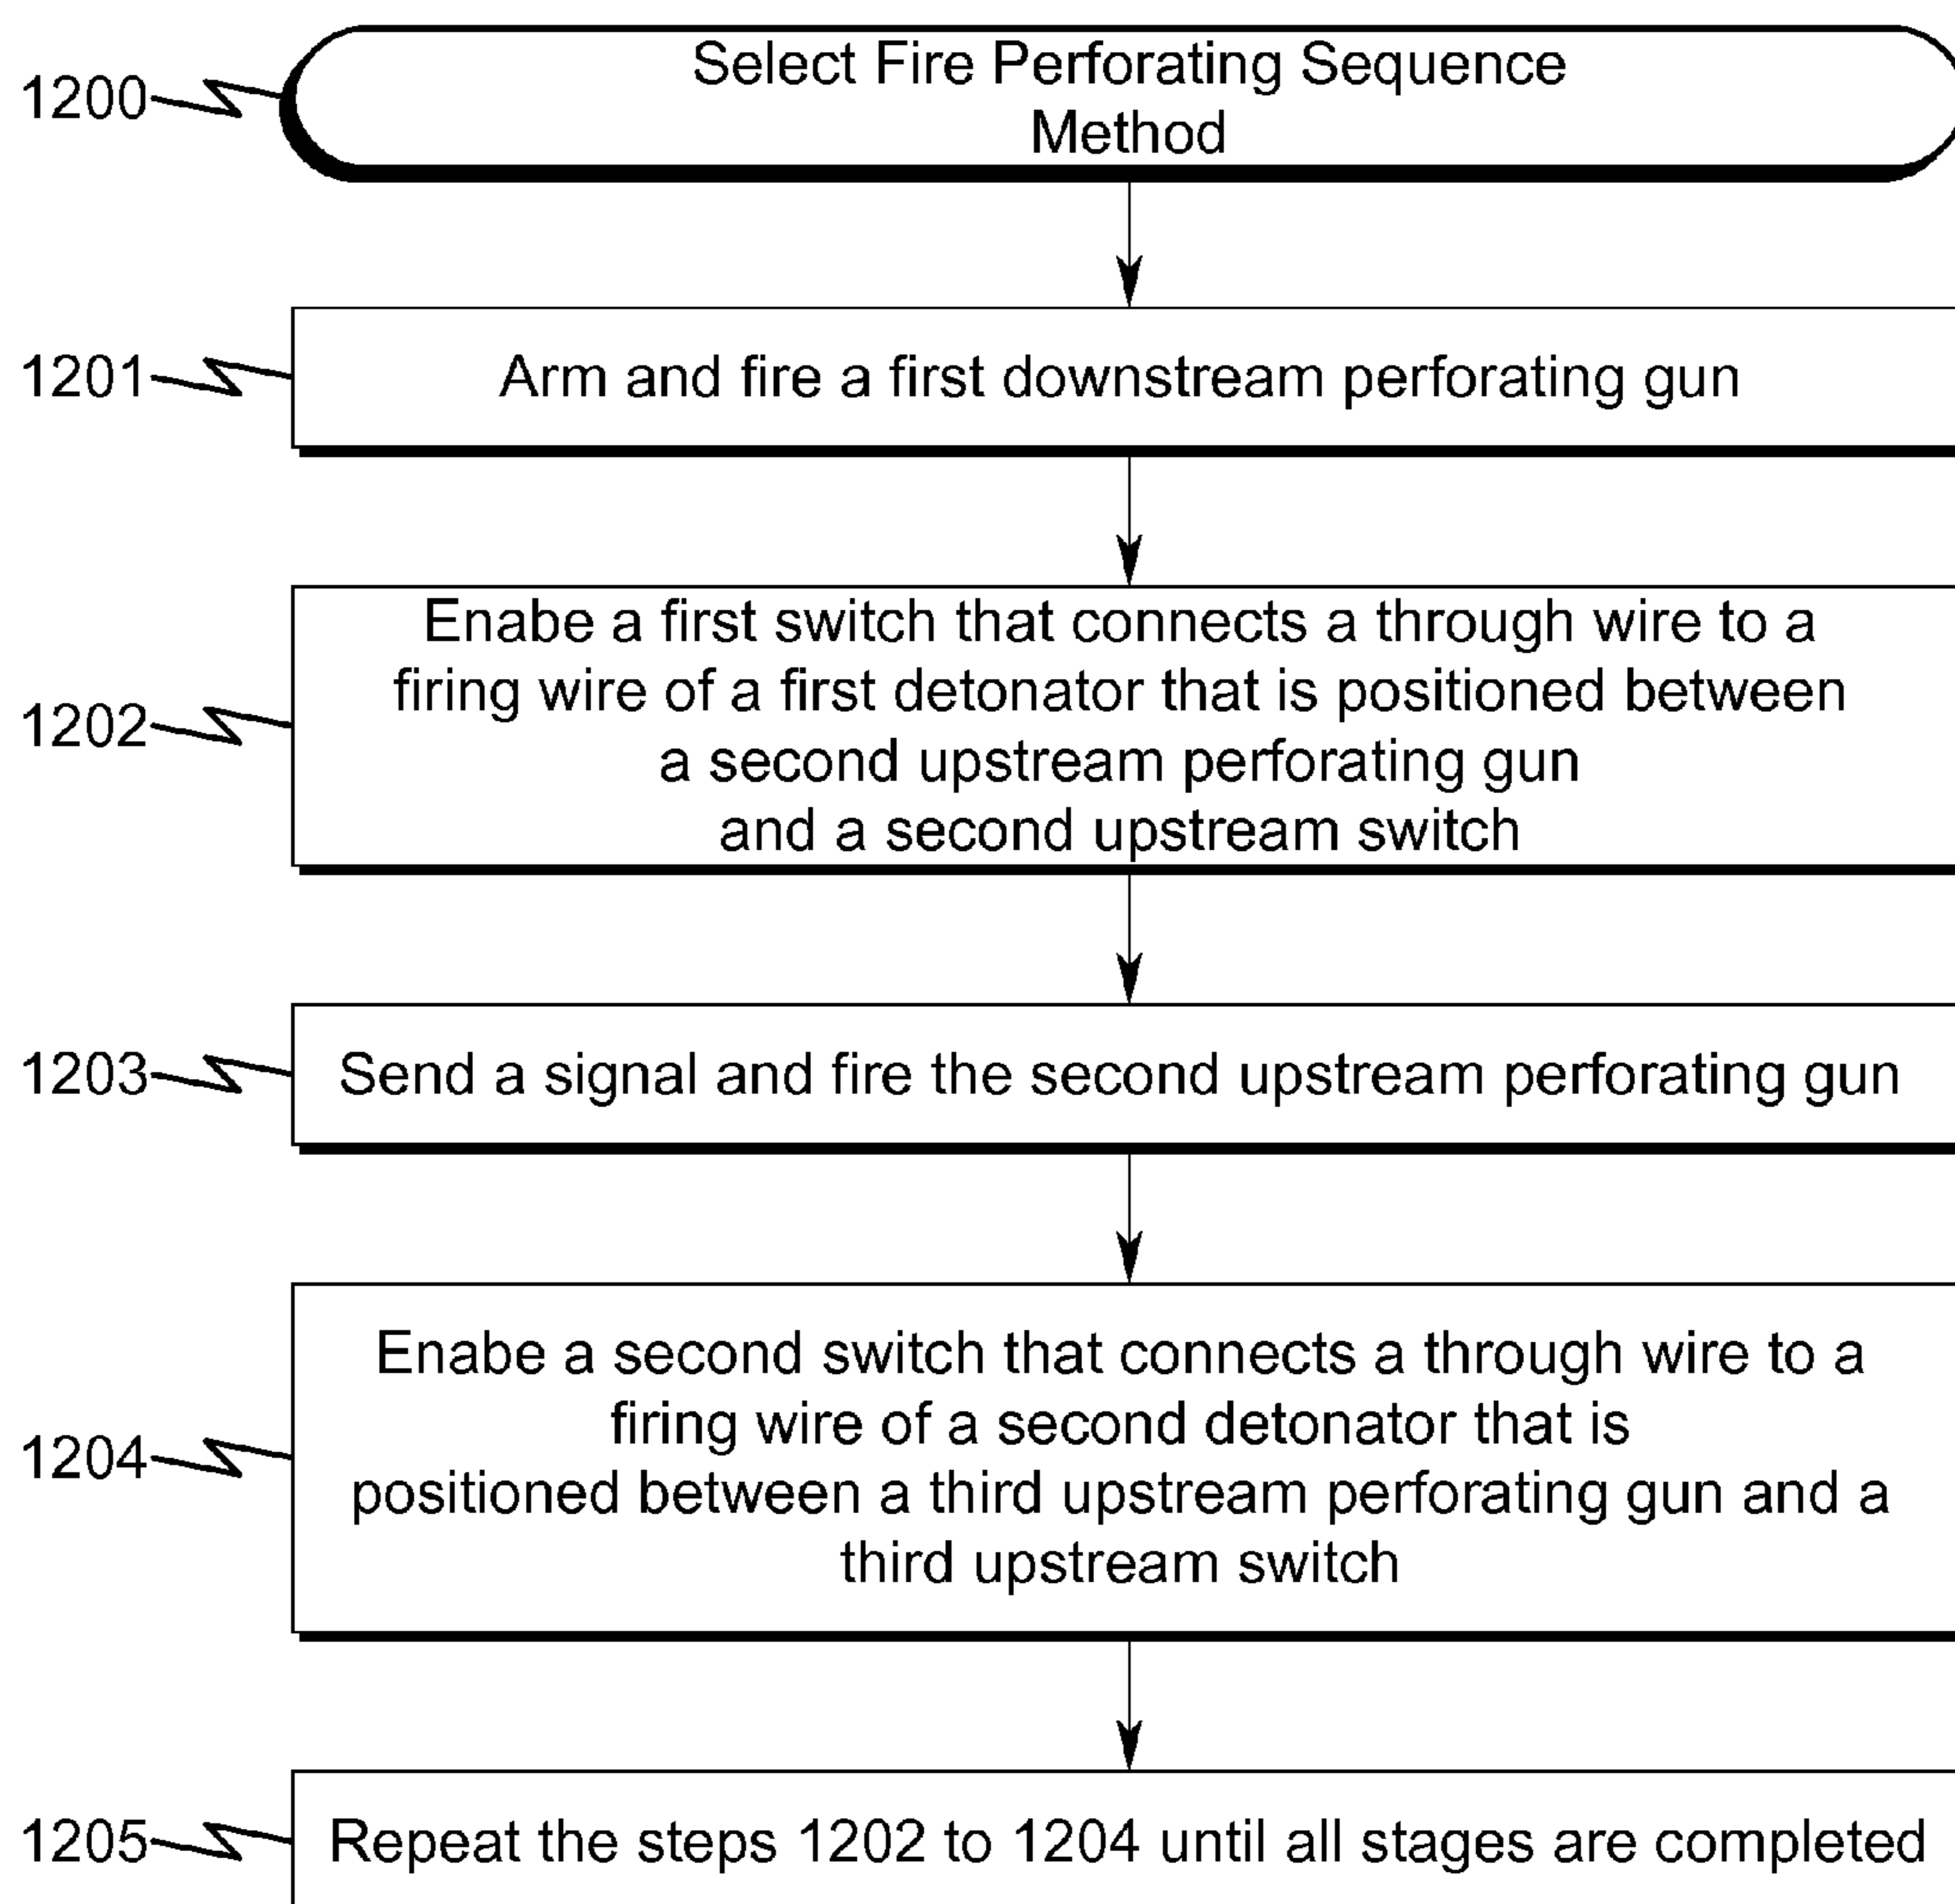 1200
Select Fire Perforating Sequence
Method
1201
Arm and fire a first downstream perforating gun
1202
Enabe a first switch that connects a through wire to a
firing wire of a first detonator that is positioned between
a second upstream perforating gun
and a second upstream switch
1203
Send a signal and fire the second upstream perforating gun
1204
Enabe a second switch that connects a through wire to a
firing wire of a second detonator that is
positioned between a third upstream perforating gun and a
third upstream switch
1205
Repeat the steps 1202 to 1204 until all stages are completed